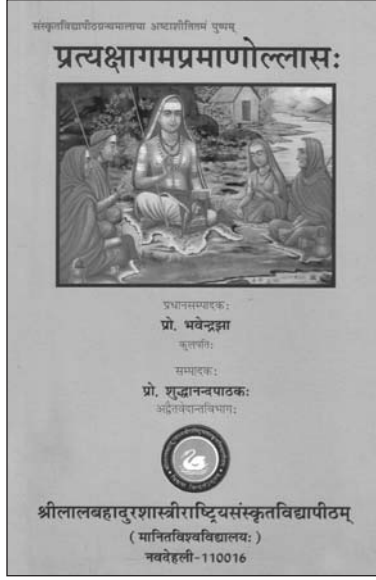 संस्कृतविद्यापीठग्रन्थमालाया अष्टाशीतितमं पुष्पम्
प्रत्यक्षागमप्रमाणोल्लासः
प्रधानसम्पादकः
प्रो. भवेन्द्रझा
कुलपतिः
सम्पादकः
प्रो. शुद्धानन्दपाठकः
अद्वैतवेदान्तविभागः
श्रीलालबहादुरशास्त्रीराष्ट्रियसंस्कृतविद्यापीठम्
( मानितविश्वविद्यालयः )
नवदेहली-110016